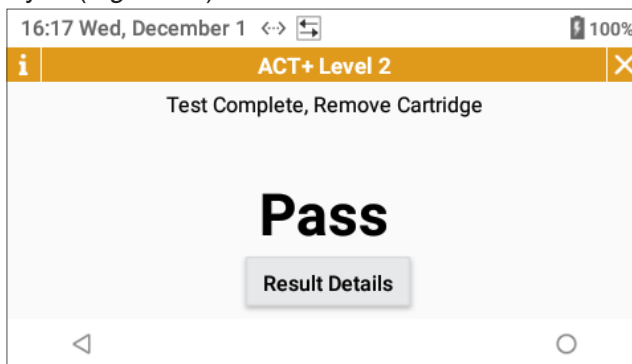 16:17 Wed, December 1 100%
i ACT+ Level 2 X
Test Complete, Remove Cartridge
Pass
Result Details